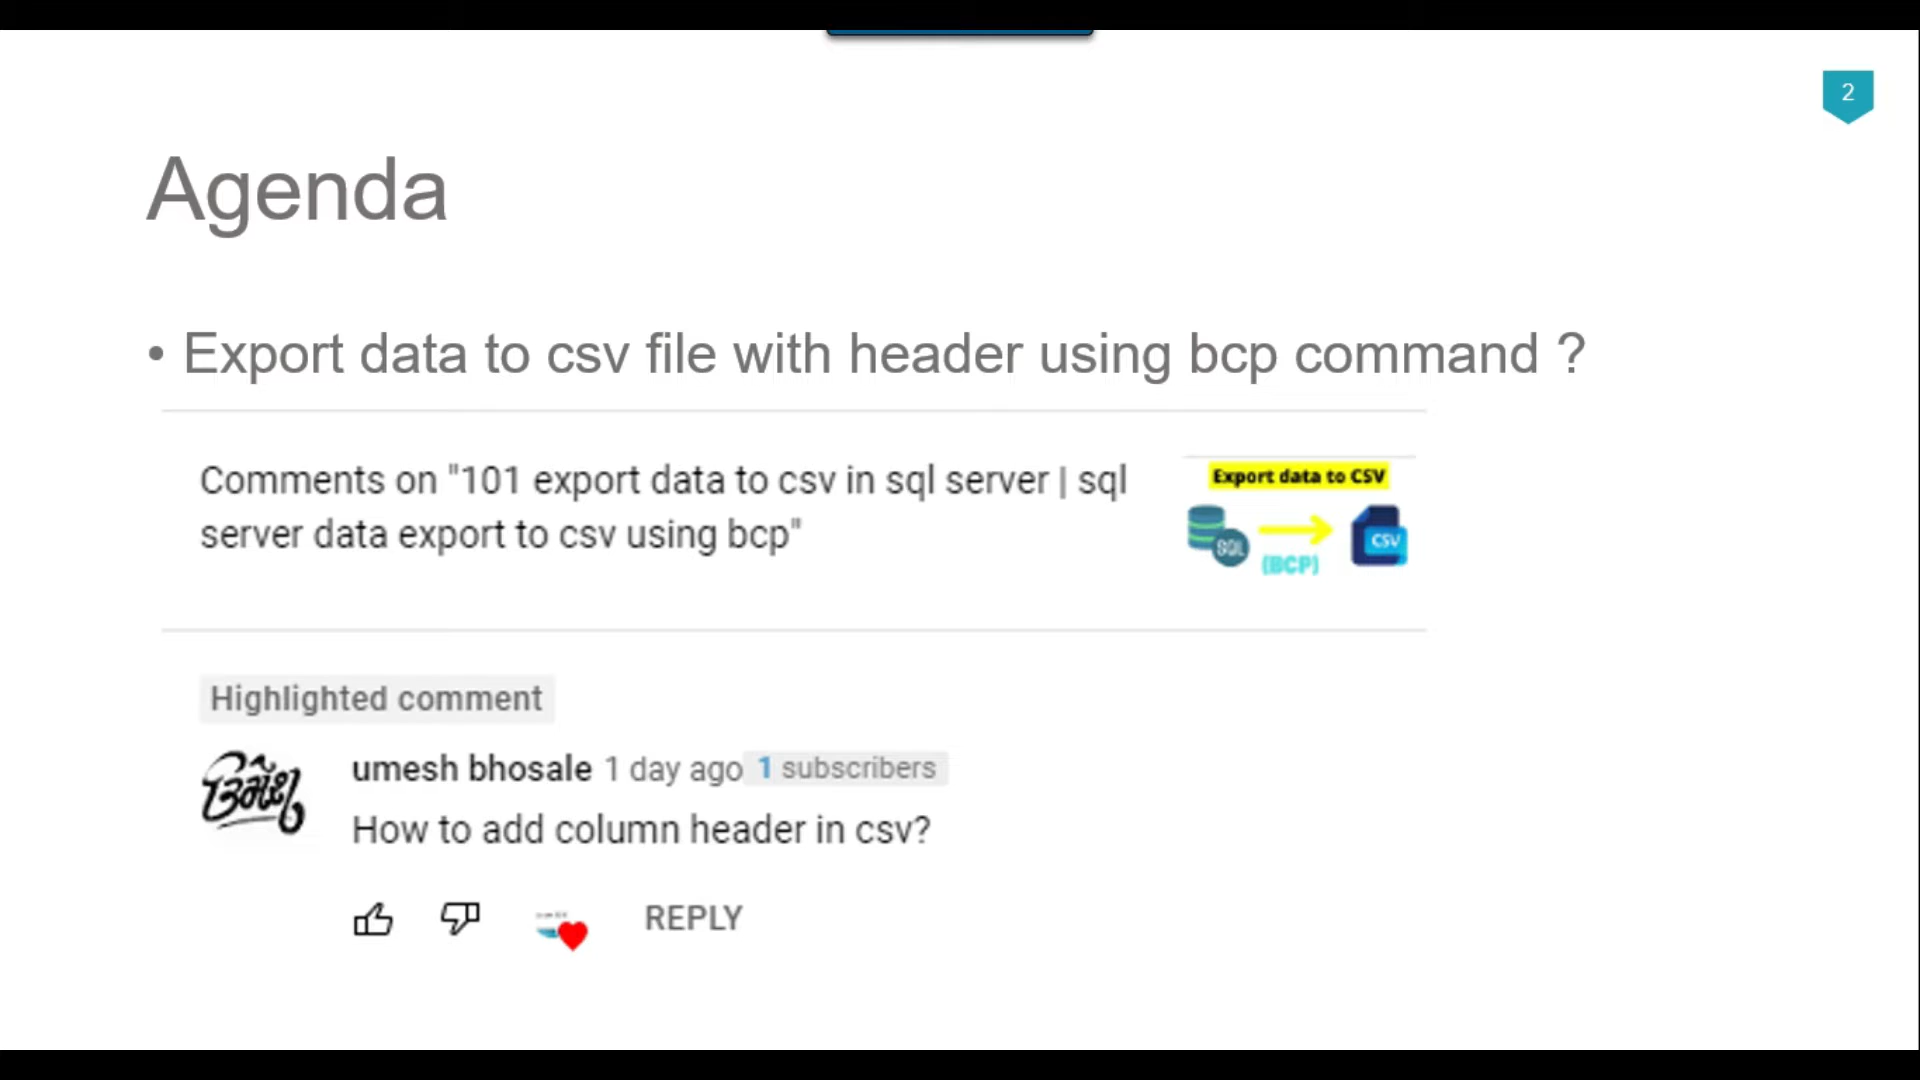 2
Agenda
• Export data to csv file with header using bcp command ?
Comments on "101 export data to csv in sql server | sql
server data export to csv using bcp"
Export data to CSV
SQL
(BCP)
CSV
Highlighted comment
umesh bhosale 1 day ago 1 subscribers
How to add column header in csv?
REPLY